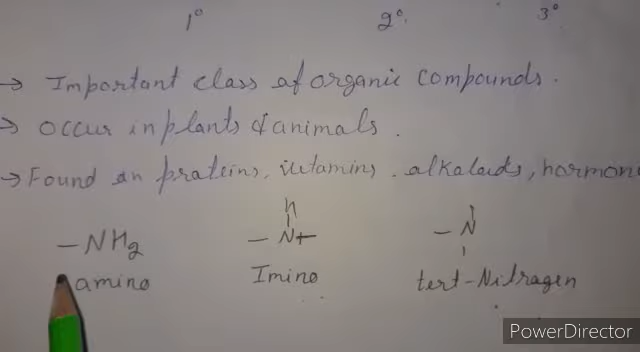 1° 2° 3°
→ Important class of organic compounds.
→ Occur in plants & animals.
→ Found in proteins, vitamins, alkaloids, hormon
H
-NH2 -N- -N
amino Imino tert-Nitrogen
PowerDirector